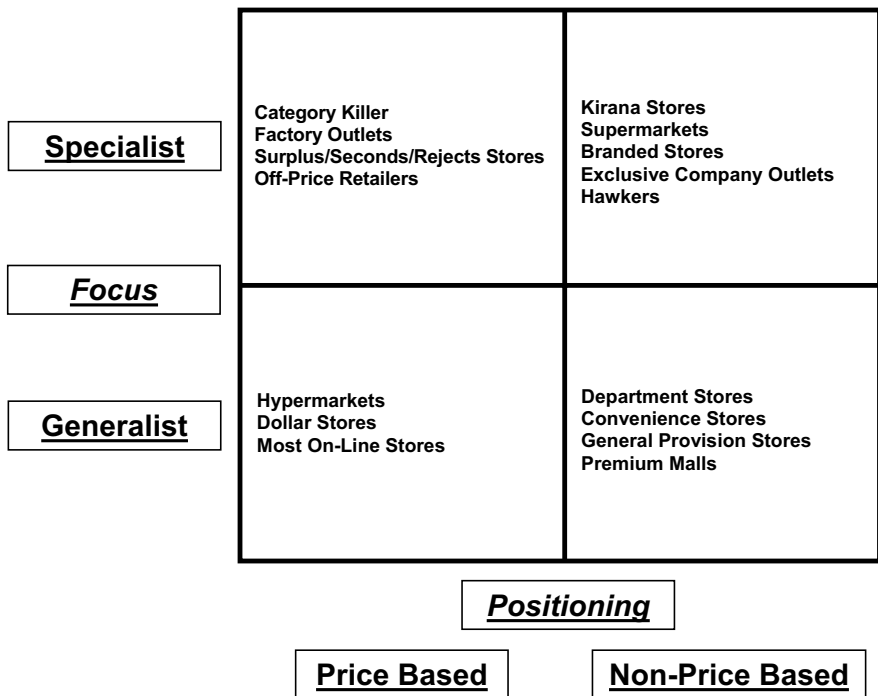 Specialist
Category Killer
Factory Outlets
Surplus/Seconds/Rejects Stores
Off-Price Retailers
Kirana Stores
Supermarkets
Branded Stores
Exclusive Company Outlets
Hawkers
Focus
Generalist
Hypermarkets
Dollar Stores
Most On-Line Stores
Department Stores
Convenience Stores
General Provision Stores
Premium Malls
Positioning
Price Based
Non-Price Based